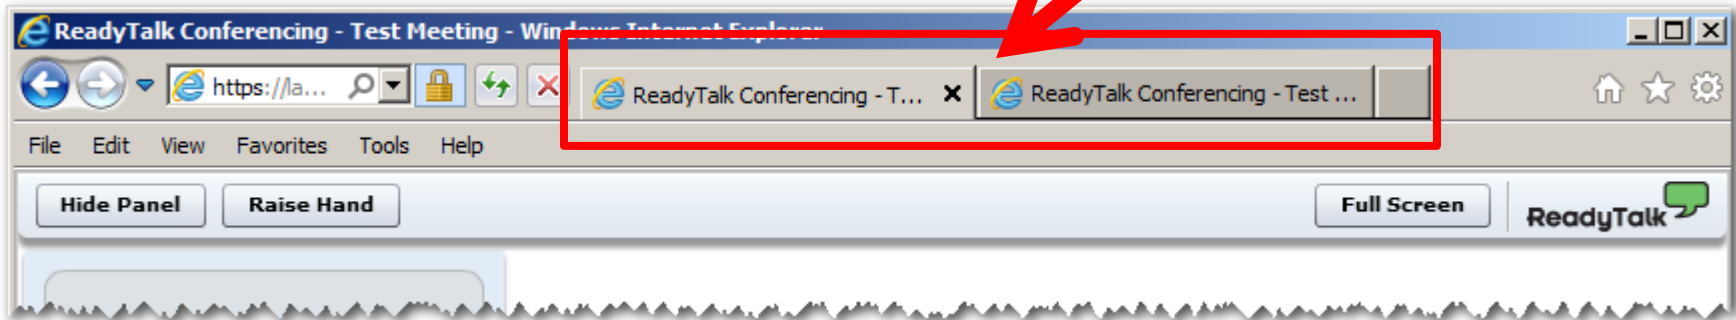 ReadyTalk Conferencing - Test Meeting - Windows Internet Explorer
https://la...
ReadyTalk Conferencing - T...
ReadyTalk Conferencing - Test ...
File Edit View Favorites Tools Help
Hide Panel Raise Hand Full Screen ReadyTalk